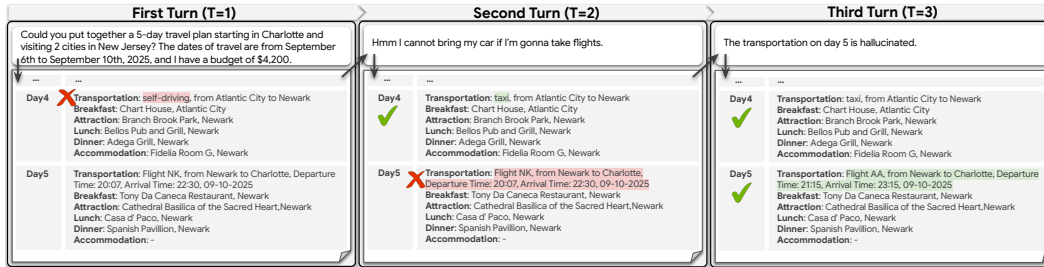 First Turn (T=1)
Could you put together a 5-day travel plan starting in Charlotte and
visiting 2 cities in New Jersey? The dates of travel are from September
6th to September 10th, 2025, and I have a budget of $4,200.
... ...
Day4
Transportation: self-driving, from Atlantic City to Newark
Breakfast: Chart House, Atlantic City
Attraction: Branch Brook Park, Newark
Lunch: Bellos Pub and Grill, Newark
Dinner: Adega Grill, Newark
Accommodation: Fidelia Room G, Newark
Day5
Transportation: Flight NK, from Newark to Charlotte, Departure
Time: 20:07, Arrival Time: 22:30, 09-10-2025
Breakfast: Tony Da Caneca Restaurant, Newark
Attraction: Cathedral Basilica of the Sacred Heart,Newark
Lunch: Casa d' Paco, Newark
Dinner: Spanish Pavillion, Newark
Accommodation: -
Second Turn (T=2)
Hmm I cannot bring my car if I'm gonna take flights.
... ...
Day4
Transportation: taxi, from Atlantic City to Newark
Breakfast: Chart House, Atlantic City
Attraction: Branch Brook Park, Newark
Lunch: Bellos Pub and Grill, Newark
Dinner: Adega Grill, Newark
Accommodation: Fidelia Room G, Newark
Day5
Transportation: Flight NK, from Newark to Charlotte,
Departure Time: 20:07, Arrival Time: 22:30, 09-10-2025
Breakfast: Tony Da Caneca Restaurant, Newark
Attraction: Cathedral Basilica of the Sacred Heart,Newark
Lunch: Casa d' Paco, Newark
Dinner: Spanish Pavillion, Newark
Accommodation: -
Third Turn (T=3)
The transportation on day 5 is hallucinated.
... ...
Day4
Transportation: taxi, from Atlantic City to Newark
Breakfast: Chart House, Atlantic City
Attraction: Branch Brook Park, Newark
Lunch: Bellos Pub and Grill, Newark
Dinner: Adega Grill, Newark
Accommodation: Fidelia Room G, Newark
Day5
Transportation: Flight AA, from Newark to Charlotte, Departure
Time: 21:15, Arrival Time: 23:15, 09-10-2025
Breakfast: Tony Da Caneca Restaurant, Newark
Attraction: Cathedral Basilica of the Sacred Heart,Newark
Lunch: Casa d' Paco, Newark
Dinner: Spanish Pavillion, Newark
Accommodation: -